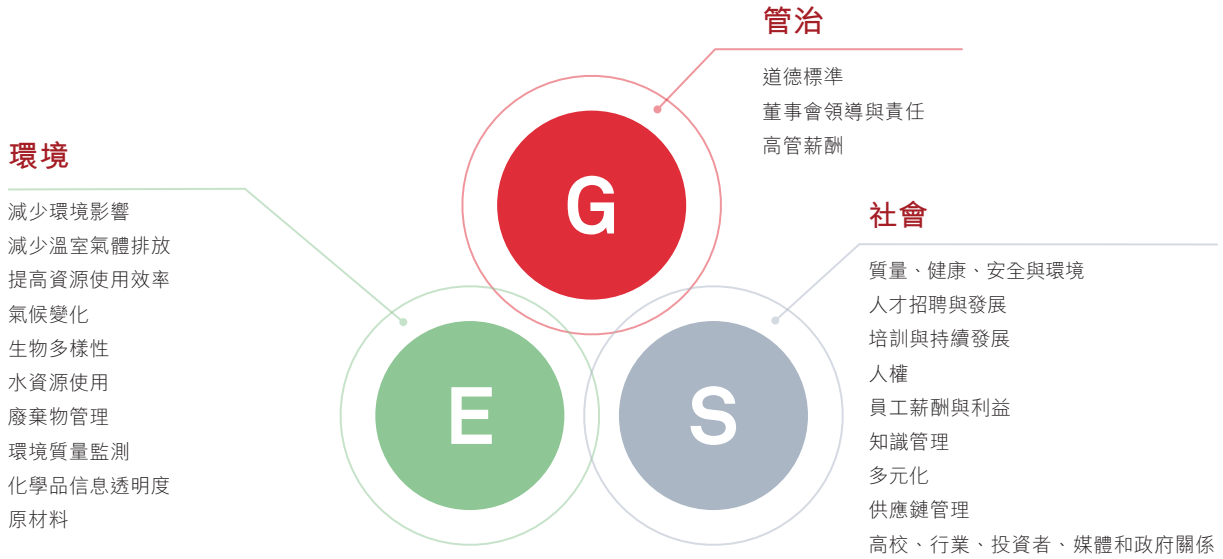 管治
道德標準
董事會領導與責任
高管薪酬
G
環境
減少環境影響
減少溫室氣體排放
提高資源使用效率
氣候變化
生物多樣性
水資源使用
廢棄物管理
環境質量監測
化學品信息透明度
原材料
E
社會
質量、健康、安全與環境
人才招聘與發展
培訓與持續發展
人權
員工薪酬與利益
知識管理
多元化
供應鏈管理
高校、行業、投資者、媒體和政府關係
S